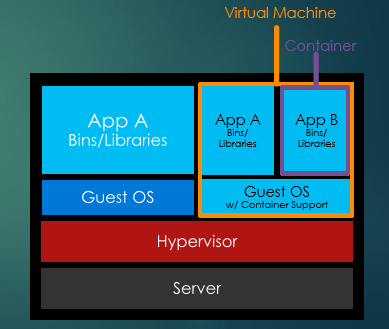 Virtual Machine
Container
App A
Bins/Libraries
App A
Bins/
Libraries
App B
Bins/
Libraries
Guest OS
Guest OS
w/ Container Support
Hypervisor
Server